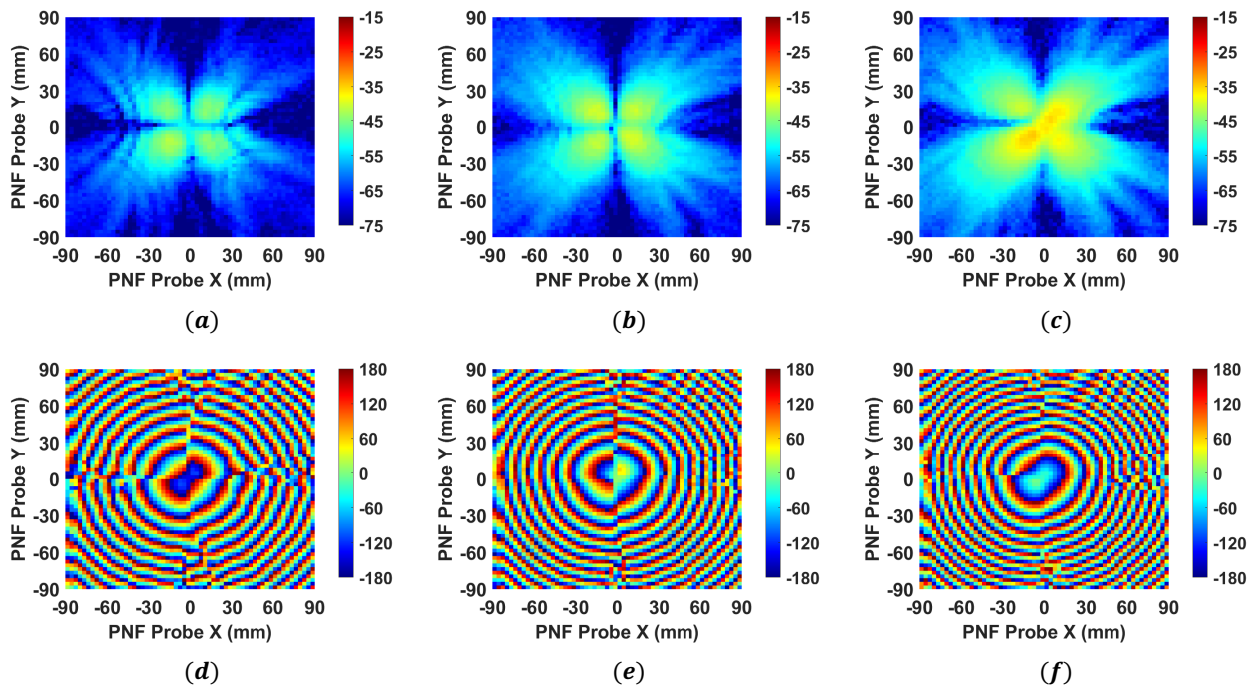 90 60 30 0 -30 -60 -90
PNF Probe Y (mm)
-90 -60 -30 0 30 60 90
PNF Probe X (mm)
-15 -25 -35 -45 -55 -65 -75
(a)
90 60 30 0 -30 -60 -90
PNF Probe Y (mm)
-90 -60 -30 0 30 60 90
PNF Probe X (mm)
-15 -25 -35 -45 -55 -65 -75
(b)
90 60 30 0 -30 -60 -90
PNF Probe Y (mm)
-90 -60 -30 0 30 60 90
PNF Probe X (mm)
-15 -25 -35 -45 -55 -65 -75
(c)
90 60 30 0 -30 -60 -90
PNF Probe Y (mm)
-90 -60 -30 0 30 60 90
PNF Probe X (mm)
180 120 60 0 -60 -120 -180
(d)
90 60 30 0 -30 -60 -90
PNF Probe Y (mm)
-90 -60 -30 0 30 60 90
PNF Probe X (mm)
180 120 60 0 -60 -120 -180
(e)
90 60 30 0 -30 -60 -90
PNF Probe Y (mm)
-90 -60 -30 0 30 60 90
PNF Probe X (mm)
180 120 60 0 -60 -120 -180
(f)